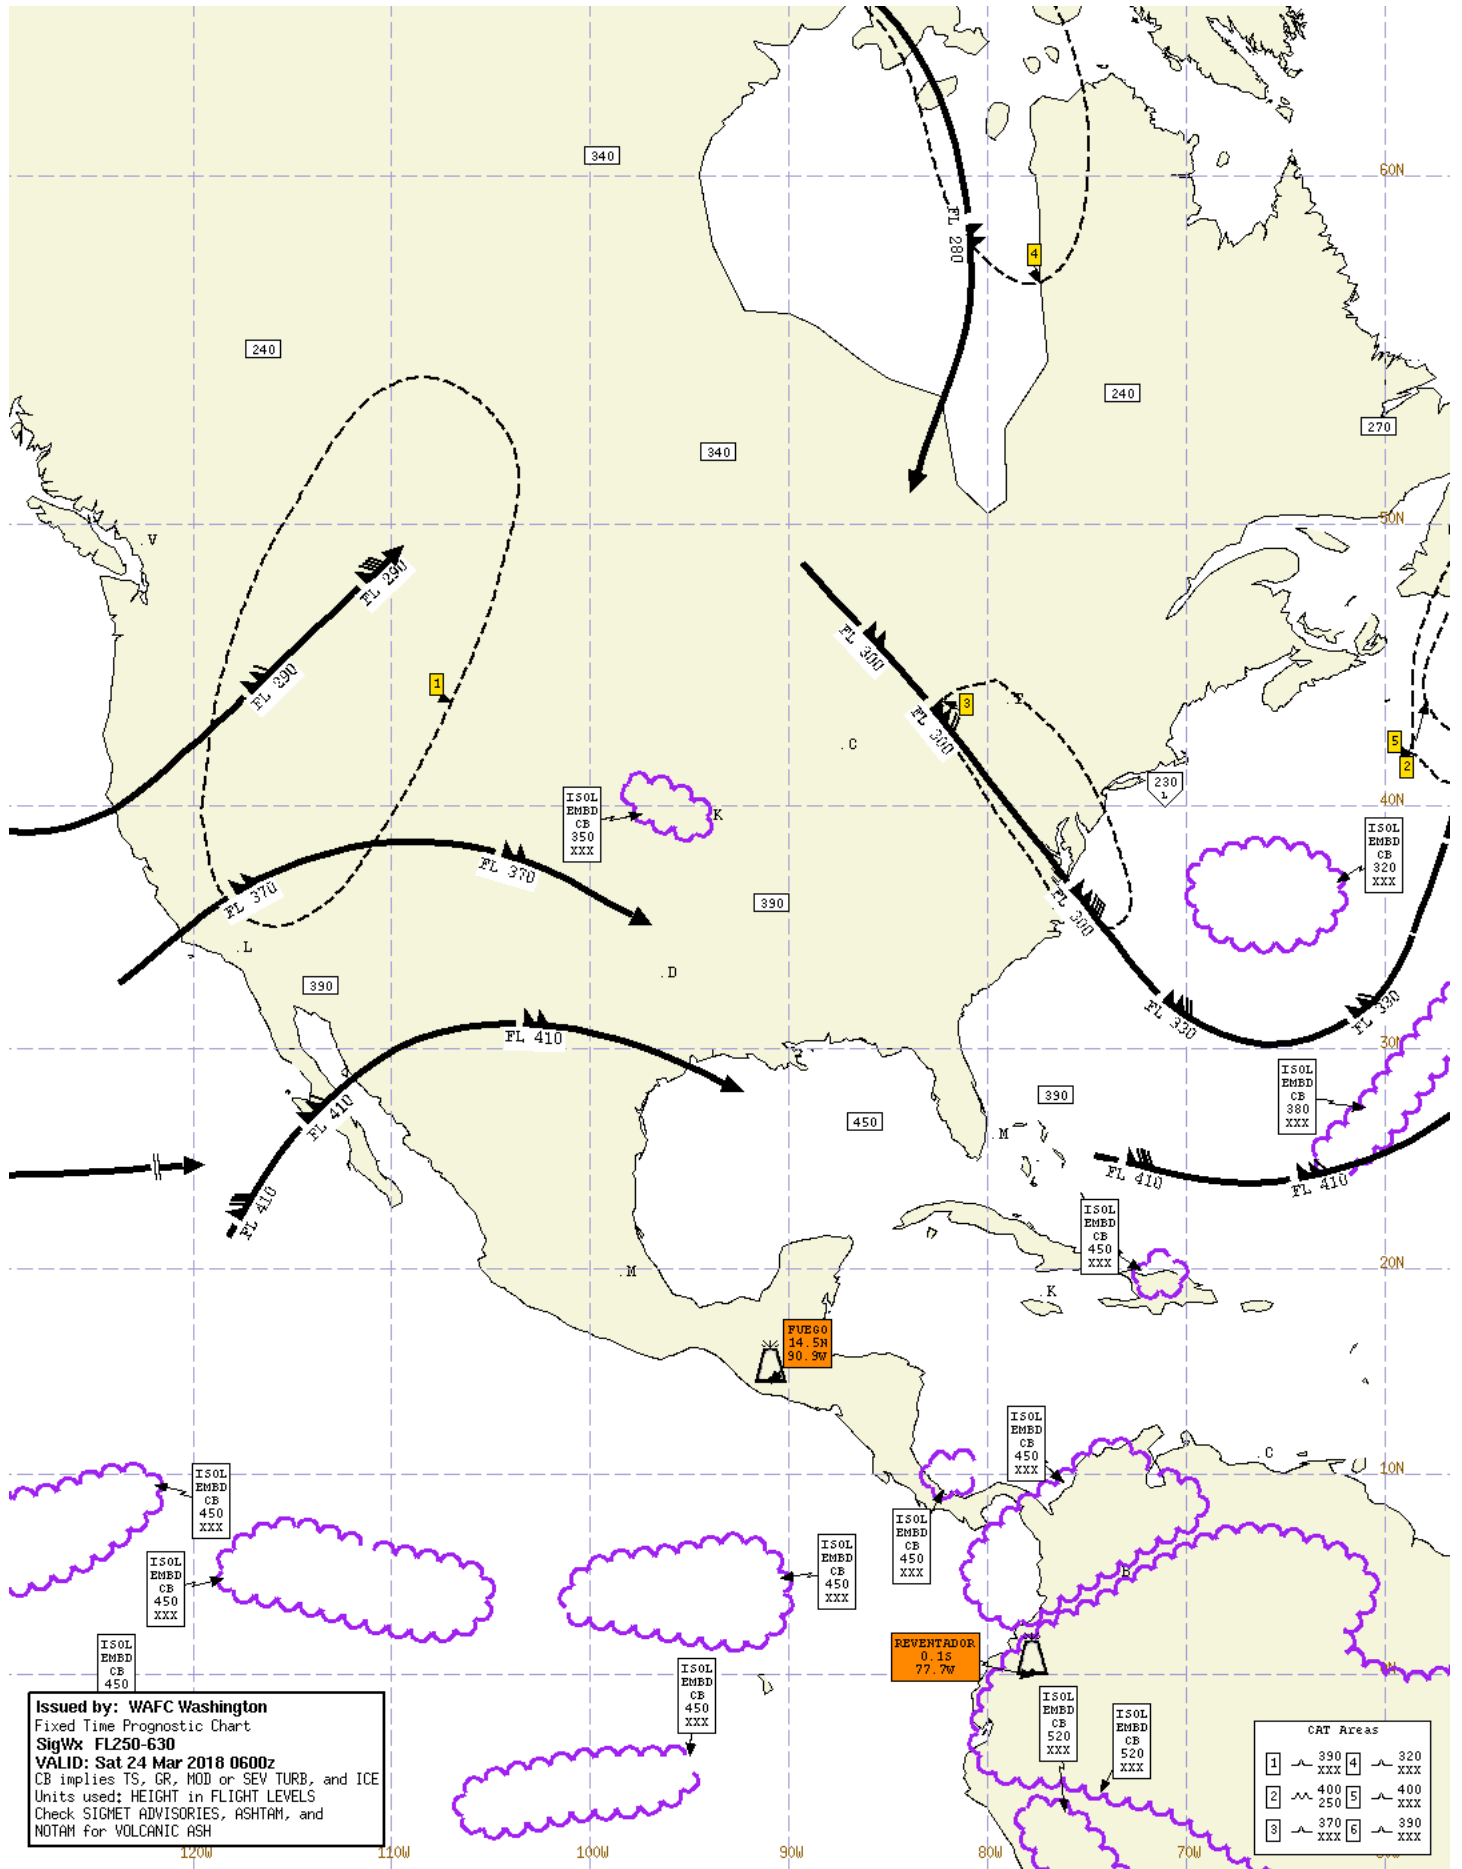 340
60N
FL 280
4
240
240
270
340
50N
V
FL 290
FL 300
FL 290
1
3
T
FL 300
C
5
2
230
L
40N
ISOL
EMBD
CB
350
XXX
K
ISOL
EMBD
CB
320
XXX
FL 370
FL 370
390
FL 300
L
D
390
FL 330
FL 330
FL 410
30N
ISOL
EMBD
CB
380
XXX
390
FL 410
450
M
FL 410
FL 410
FL 410
ISOL
EMBD
CB
450
XXX
M
20N
K
FUEGO
14.5N
90.9W
ISOL
EMBD
CB
450
XXX
C
10N
ISOL
EMBD
CB
450
XXX
ISOL
EMBD
CB
450
XXX
ISOL
EMBD
CB
450
XXX
ISOL
EMBD
CB
450
XXX
B
REVENTADOR
0.1S
77.7W
ISOL
EMBD
CB
450
ISOL
EMBD
CB
450
XXX
ISOL
EMBD
CB
520
XXX
ISOL
EMBD
CB
520
XXX
Issued by: WAFC Washington
Fixed Time Prognostic Chart
SigWx FL250-630
VALID: Sat 24 Mar 2018 0600z
CB implies TS, GR, MOD or SEV TURB, and ICE
Units used: HEIGHT in FLIGHT LEVELS
Check SIGMET ADVISORIES, ASHTAM, and
NOTAM for VOLCANIC ASH
CAT Areas
1 390 XXX 4 320 XXX
2 400 250 5 400 XXX
3 370 XXX 6 390 XXX
120W 110W 100W 90W 80W 70W